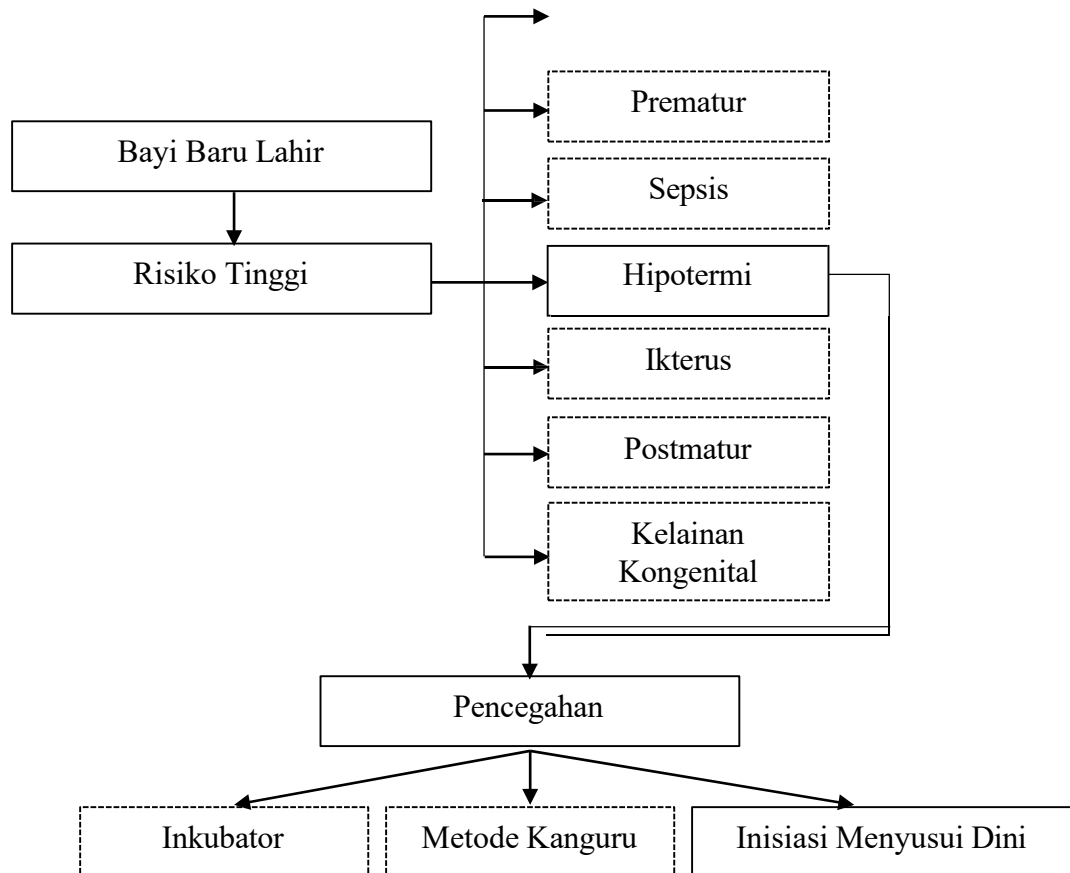 Prematur
Bayi Baru Lahir
Sepsis
Risiko Tinggi
Hipotermi
Ikterus
Postmatur
Kelainan
Kongenital
Pencegahan
Inkubator
Metode Kanguru
Inisiasi Menyusui Dini